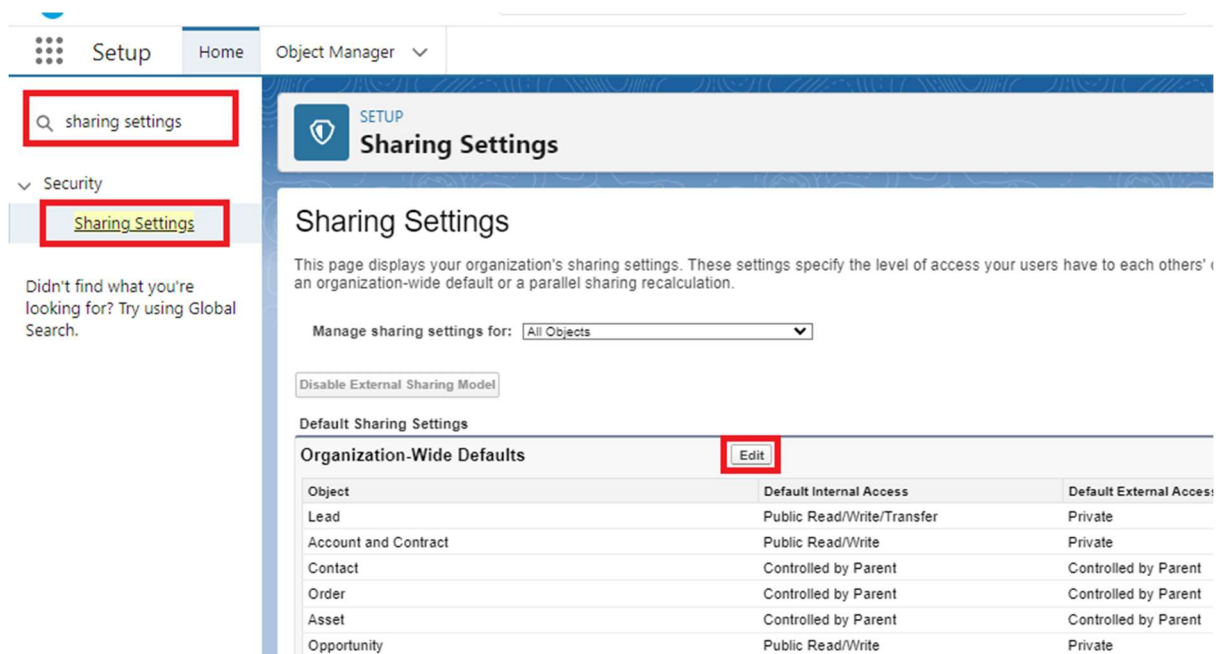 Setup
Home
Object Manager
sharing settings
Security
Sharing Settings
Didn't find what you're
looking for? Try using Global
Search.
SETUP
Sharing Settings
Sharing Settings
This page displays your organization's sharing settings. These settings specify the level of access your users have to each others'
an organization-wide default or a parallel sharing recalculation.
Manage sharing settings for: All Objects
Disable External Sharing Model
Default Sharing Settings
Organization-Wide Defaults Edit
Object Default Internal Access Default External Access
Lead Public Read/Write/Transfer Private
Account and Contract Public Read/Write Private
Contact Controlled by Parent Controlled by Parent
Order Controlled by Parent Controlled by Parent
Asset Controlled by Parent Controlled by Parent
Opportunity Public Read/Write Private